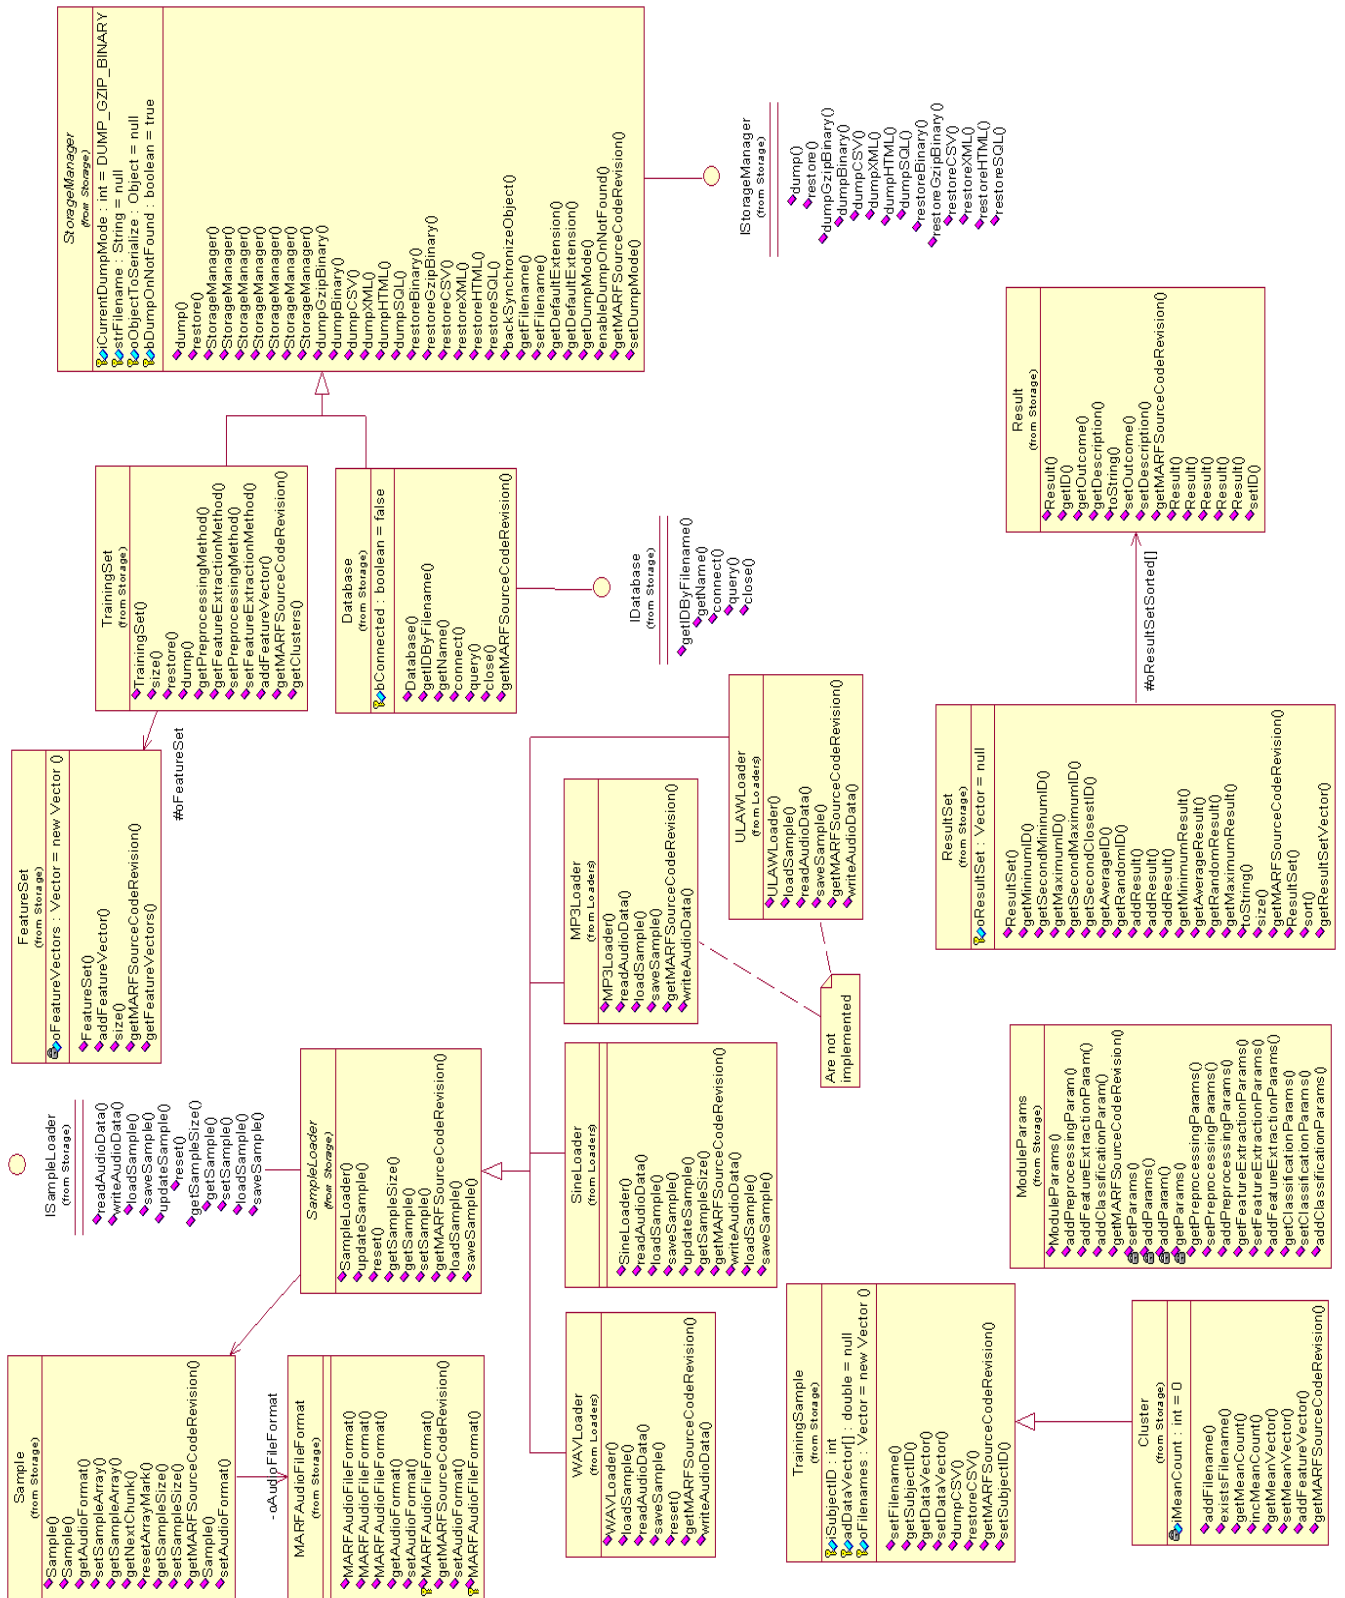 Sample
(from Storage)
Sample()
Sample()
getAudioFormat()
setSampleArray()
getSampleArray()
getNextChunk()
resetArrayMark()
getSampleSize()
setSampleSize()
getMARFSourceCodeRevision()
Sample()
setAudioFormat()
-oAudioFileFormat
MARFAudioFileFormat
(from Storage)
MARFAudioFileFormat()
MARFAudioFileFormat()
MARFAudioFileFormat()
getAudioFormat()
setAudioFormat()
MARFAudioFileFormat()
getMARFSourceCodeRevision()
setAudioFormat()
MARFAudioFileFormat()
ISampleLoader
(from Storage)
readAudioData()
writeAudioData()
loadSample()
saveSample()
updateSample()
reset()
getSampleSize()
getSample()
setSample()
loadSample()
saveSample()
SampleLoader
(from Storage)
SampleLoader()
updateSample()
reset()
getSampleSize()
getSample()
setSample()
getMARFSourceCodeRevision()
loadSample()
saveSample()
FeatureSet
(from Storage)
oFeatureVectors : Vector = new Vector ()
FeatureSet()
addFeatureVector()
size()
getMARFSourceCodeRevision()
getFeatureVectors()
#oFeatureSet
TrainingSet
(from Storage)
TrainingSet()
size()
restore()
dump()
getPreprocessingMethod()
getFeatureExtractionMethod()
setPreprocessingMethod()
setFeatureExtractionMethod()
addFeatureVector()
getMARFSourceCodeRevision()
getClusters()
StorageManager
(from Storage)
iCurrentDumpMode : int = DUMP_GZIP_BINARY
strFilename : String = null
oObjectToSerialize : Object = null
bDumpOnNotFound : boolean = true
dump()
restore()
StorageManager()
StorageManager()
StorageManager()
StorageManager()
StorageManager()
StorageManager()
StorageManager()
dumpGzipBinary()
dumpBinary()
dumpCSV()
dumpXML()
dumpHTML()
dumpSQL()
restoreBinary()
restoreGzipBinary()
restoreCSV()
restoreXML()
restoreHTML()
restoreSQL()
backSynchronizeObject()
getFilename()
setFilename()
getDefaultExtension()
getDefaultExtension()
getDumpMode()
enableDumpOnNotFound()
getMARFSourceCodeRevision()
setDumpMode()
Database
(from Storage)
bConnected : boolean = false
Database()
getIDByFilename()
getName()
connect()
query()
close()
getMARFSourceCodeRevision()
IDatabase
(from Storage)
getIDByFilename()
getName()
connect()
query()
close()
IStorageManager
(from Storage)
dump()
restore()
dumpGzipBinary()
dumpBinary()
dumpCSV()
dumpXML()
dumpHTML()
dumpSQL()
restoreBinary()
restoreGzipBinary()
restoreCSV()
restoreXML()
restoreHTML()
restoreSQL()
WAVLoader
(from Loaders)
WAVLoader()
loadSample()
readAudioData()
saveSample()
reset()
getMARFSourceCodeRevision()
writeAudioData()
SineLoader
(from Loaders)
SineLoader()
readAudioData()
loadSample()
saveSample()
updateSample()
getSampleSize()
getMARFSourceCodeRevision()
writeAudioData()
loadSample()
saveSample()
MP3Loader
(from Loaders)
MP3Loader()
readAudioData()
loadSample()
saveSample()
getMARFSourceCodeRevision()
writeAudioData()
ULAWLoader
(from Loaders)
ULAWLoader()
loadSample()
readAudioData()
saveSample()
getMARFSourceCodeRevision()
writeAudioData()
Are not
implemented
TrainingSample
(from Storage)
iSubjectID : int
adDataVector[] : double = null
oFilenames : Vector = new Vector ()
setFilename()
getSubjectID()
getDataVector()
setDataVector()
dumpCSV()
restoreCSV()
getMARFSourceCodeRevision()
setSubjectID()
Cluster
(from Storage)
iMeanCount : int = 0
addFilename()
existsFilename()
getMeanCount()
incMeanCount()
getMeanVector()
setMeanVector()
addFeatureVector()
getMARFSourceCodeRevision()
ModuleParams
(from Storage)
ModuleParams()
addPreprocessingParam()
addFeatureExtractionParam()
addClassificationParam()
getMARFSourceCodeRevision()
setParams()
addParams()
addParam()
getParams()
getPreprocessingParams()
setPreprocessingParams()
addPreprocessingParams()
getFeatureExtractionParams()
setFeatureExtractionParams()
addFeatureExtractionParams()
getClassificationParams()
setClassificationParams()
addClassificationParams()
ResultSet
(from Storage)
oResultSet : Vector = null
ResultSet()
getMinimumID()
getSecondMinimumID()
getMaximumID()
getSecondMaximumID()
getSecondClosestID()
getAverageID()
getRandomID()
addResult()
addResult()
addResult()
getMinimumResult()
getAverageResult()
getRandomResult()
getMaximumResult()
toString()
size()
getMARFSourceCodeRevision()
ResultSet()
sort()
getResultSetVector()
#oResultSetSorted[]
Result
(from Storage)
Result()
getID()
getOutcome()
getDescription()
toString()
setOutcome()
setDescription()
getMARFSourceCodeRevision()
Result()
Result()
Result()
Result()
Result()
setID()